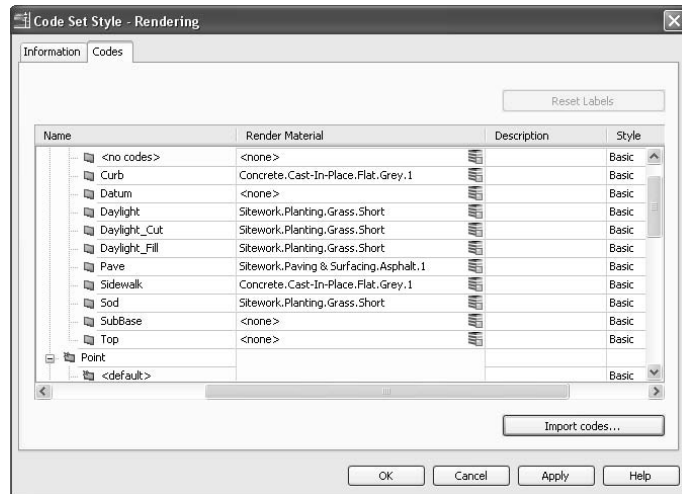 Code Set Style - Rendering
Information Codes
Reset Labels
Name Render Material Description Style
<no codes> <none> Basic
Curb Concrete.Cast-In-Place.Flat.Grey.1 Basic
Datum <none> Basic
Daylight Sitework.Planting.Grass.Short Basic
Daylight_Cut Sitework.Planting.Grass.Short Basic
Daylight_Fill Sitework.Planting.Grass.Short Basic
Pave Sitework.Paving & Surfacing.Asphalt.1 Basic
Sidewalk Concrete.Cast-In-Place.Flat.Grey.1 Basic
Sod Sitework.Planting.Grass.Short Basic
SubBase <none> Basic
Top <none> Basic
Point
<default> Basic
Import codes...
OK Cancel Apply Help